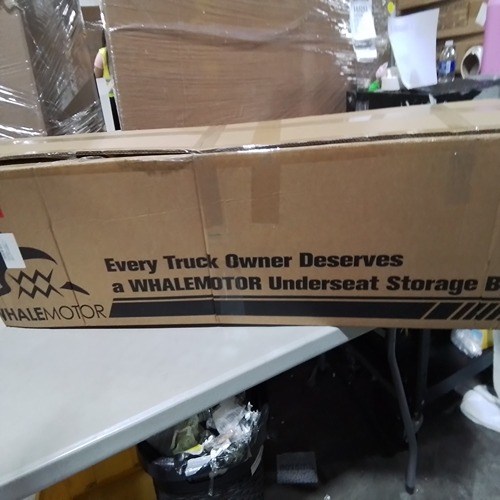 Every Truck Owner Deserves
a WHALEMOTOR Underseat Storage B
WHALEMOTOR